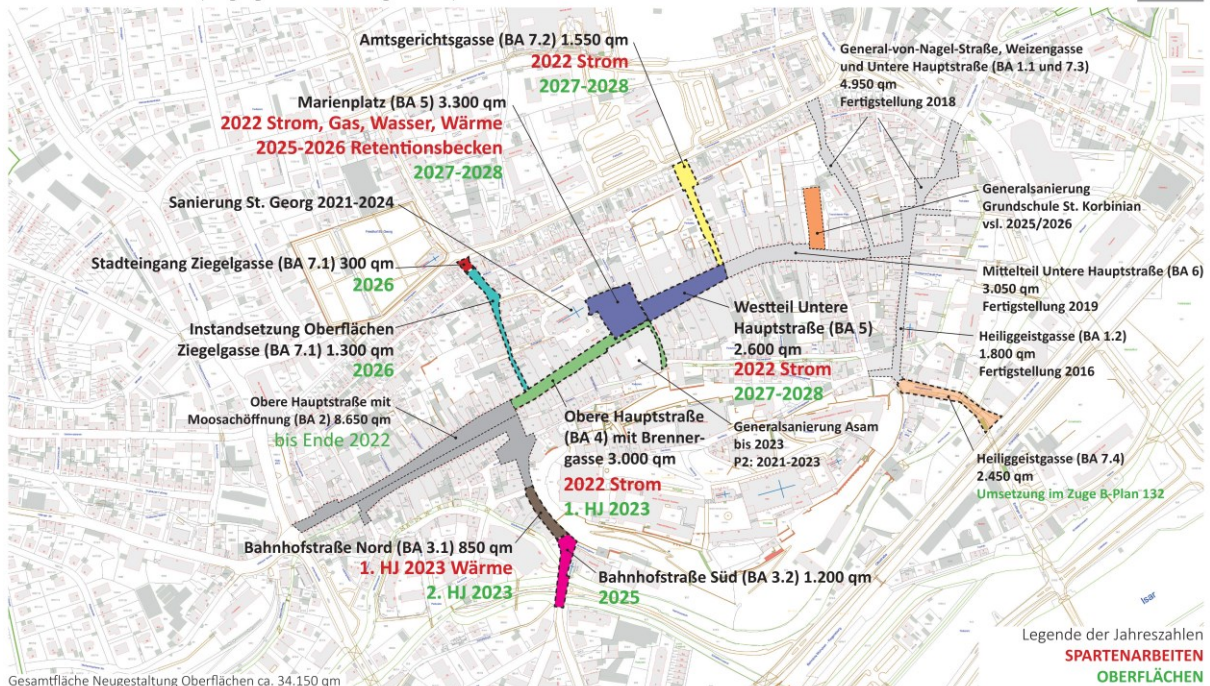 Amtsgerichtsgasse (BA 7.2) 1.550 qm
2022 Strom
2027-2028
General-von-Nagel-Straße, Weizengasse
und Untere Hauptstraße (BA 1.1 und 7.3)
4.950 qm
Fertigstellung 2018
Marienplatz (BA 5) 3.300 qm
2022 Strom, Gas, Wasser, Wärme
2025-2026 Retentionsbecken
2027-2028
Sanierung St. Georg 2021-2024
Generalsanierung
Grundschule St. Korbinian
vsl. 2025/2026
Stadteingang Ziegelgasse (BA 7.1) 300 qm
2026
Mittelteil Untere Hauptstraße (BA 6)
3.050 qm
Fertigstellung 2019
Westteil Untere
Hauptstraße (BA 5)
2.600 qm
2022 Strom
2027-2028
Instandsetzung Oberflächen
Ziegelgasse (BA 7.1) 1.300 qm
2026
Heiliggeistgasse (BA 1.2)
1.800 qm
Fertigstellung 2016
Obere Hauptstraße mit
Moosachöffnung (BA 2) 8.650 qm
bis Ende 2022
Obere Hauptstraße
(BA 4) mit Brenner-
gasse 3.000 qm
2022 Strom
1. HJ 2023
Generalsanierung Asam
bis 2023
P2: 2021-2023
Heiliggeistgasse (BA 7.4)
2.450 qm
Umsetzung im Zuge B-Plan 132
Bahnhofstraße Nord (BA 3.1) 850 qm
1. HJ 2023 Wärme
2. HJ 2023
Bahnhofstraße Süd (BA 3.2) 1.200 qm
2025
Isar
Legende der Jahreszahlen
SPARTENARBEITEN
OBERFLÄCHEN
Gesamtfläche Neugestaltung Oberflächen ca. 34.150 qm